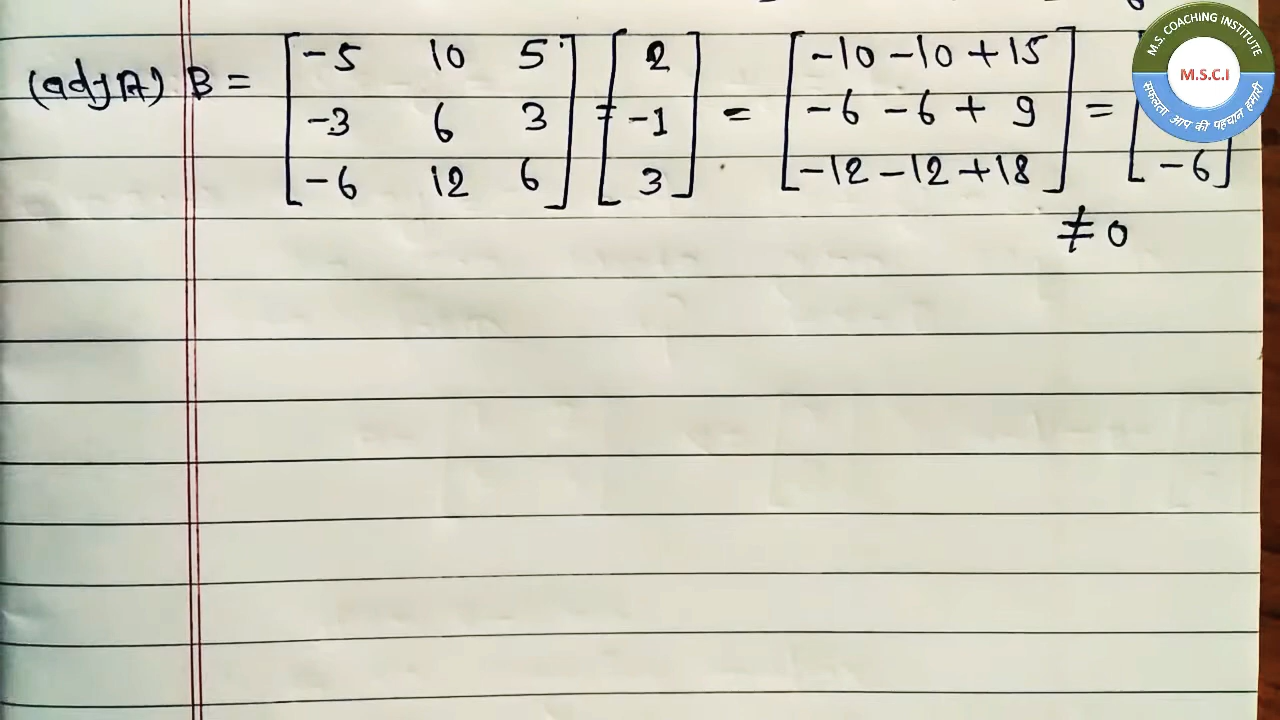 (adj A) B = [ -5 10 5 ] = [ 2 ] = [ -10 -10 +15 ] = [
[ -3 6 3 ] [ -1 ] [ -6 -6 + 9 ]
[ -6 12 6 ] [ 3 ] [ -12 -12 +18 ] [ -6 ]
≠ 0
M.S. COACHING INSTITUTE
M.S.C.I
सफलता आप की पहचान हमारी